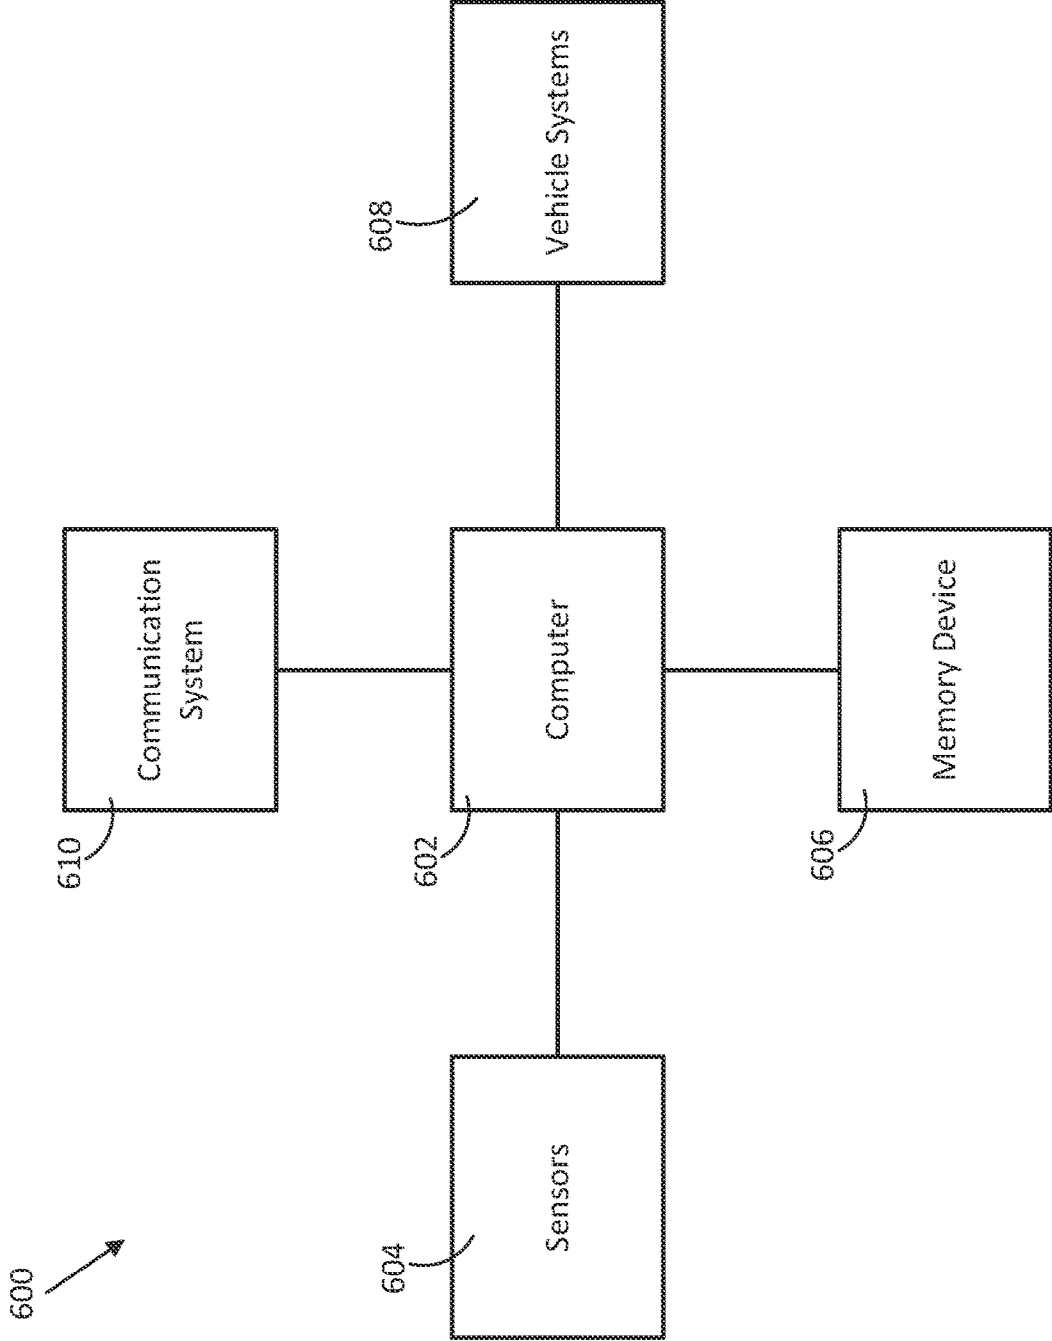 600
610
Communication
System
604
Sensors
602
Computer
608
Vehicle Systems
606
Memory Device